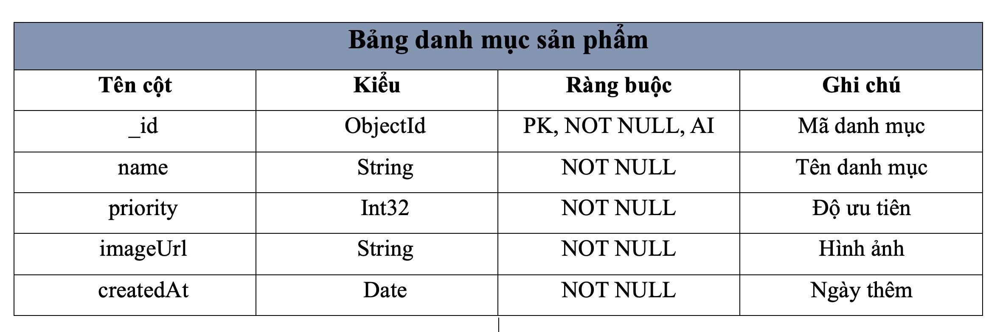 Bảng danh mục sản phẩm
Tên cột Kiểu Ràng buộc Ghi chú
_id ObjectId PK, NOT NULL, AI Mã danh mục
name String NOT NULL Tên danh mục
priority Int32 NOT NULL Độ ưu tiên
imageUrl String NOT NULL Hình ảnh
createdAt Date NOT NULL Ngày thêm